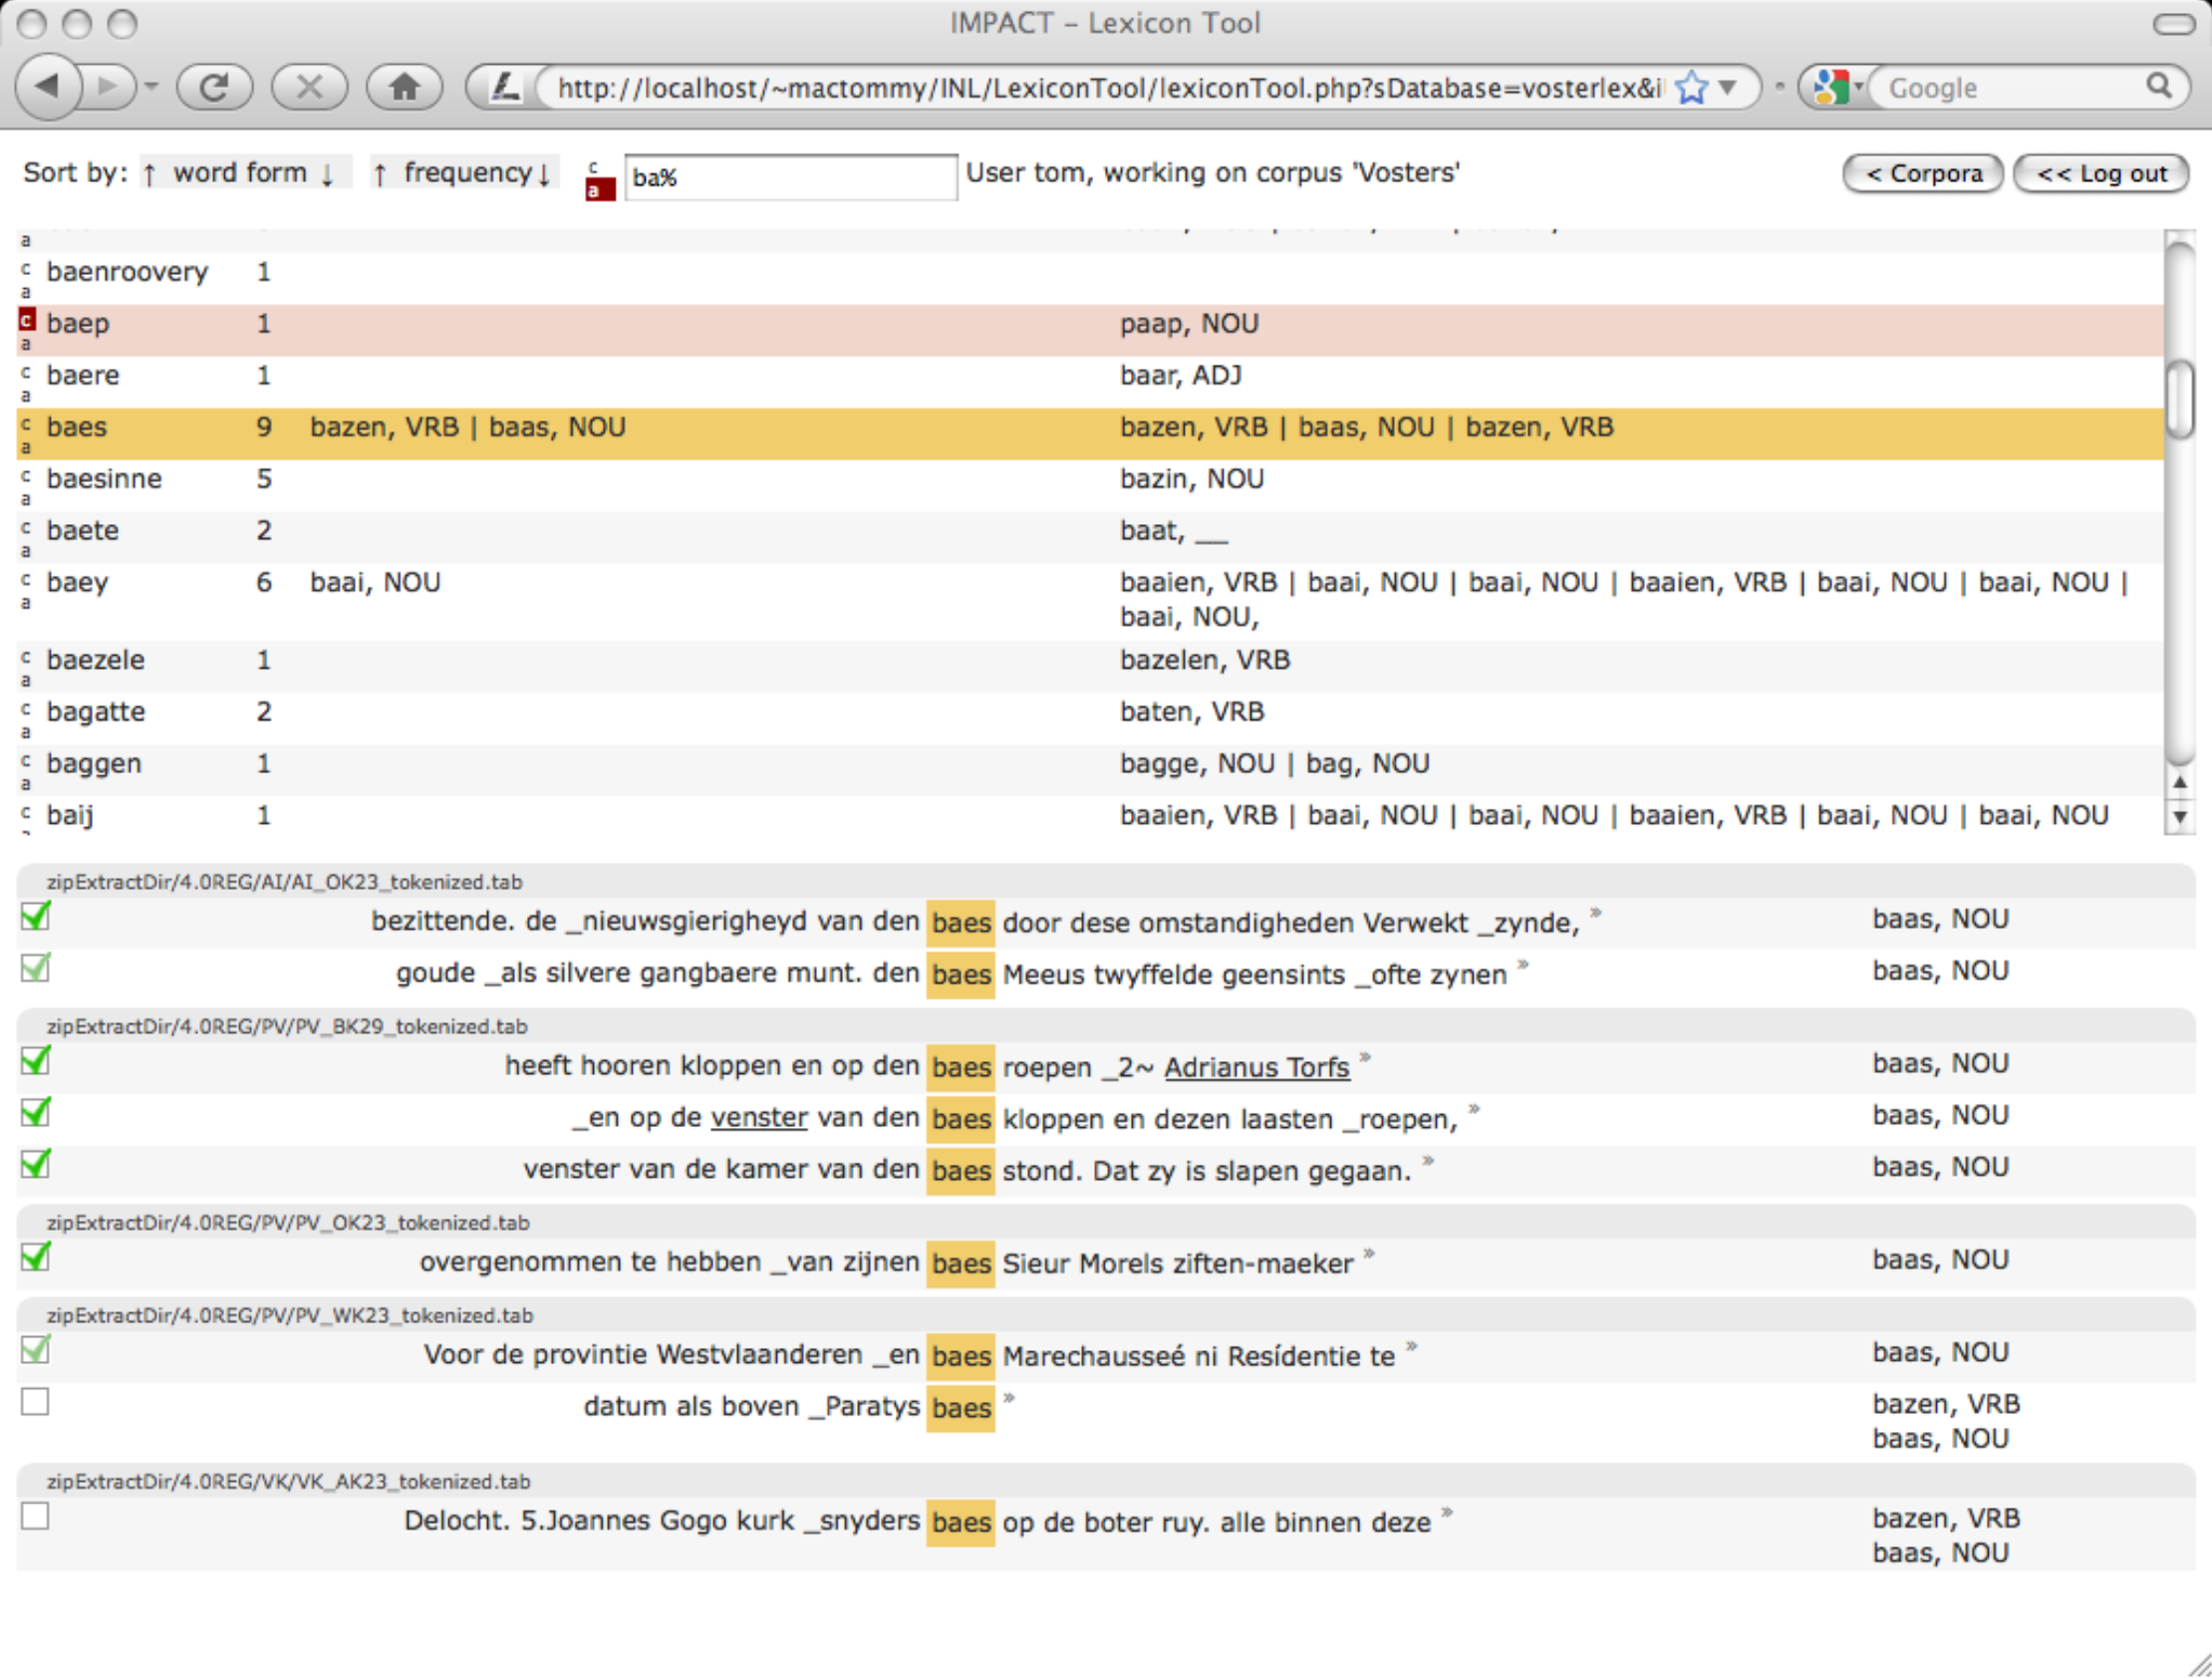 IMPACT – Lexicon Tool
http://localhost/~mactommy/INL/LexiconTool/lexiconTool.php?sDatabase=vosterlex&i
Google
Sort by: ↑ word form ↓ ↑ frequency ↓ c a ba% User tom, working on corpus 'Vosters' < Corpora << Log out
a
c a baenroovery 1
c a baep 1 paap, NOU
c a baere 1 baar, ADJ
c a baes 9 bazen, VRB | baas, NOU bazen, VRB | baas, NOU | bazen, VRB
c a baesinne 5 bazin, NOU
c a baete 2 baat, __
c a baey 6 baai, NOU baaien, VRB | baai, NOU | baai, NOU | baaien, VRB | baai, NOU | baai, NOU |
baai, NOU,
c a baezele 1 bazelen, VRB
c a bagatte 2 baten, VRB
c a baggen 1 bagge, NOU | bag, NOU
c baij 1 baaien, VRB | baai, NOU | baai, NOU | baaien, VRB | baai, NOU | baai, NOU
zipExtractDir/4.0REG/AI/AI_OK23_tokenized.tab
bezittende. de _nieuwsgierigheyd van den baes door dese omstandigheden Verwekt _zynde, » baas, NOU
goude _als silvere gangbaere munt. den baes Meeus twyffelde geensints _ofte zynen » baas, NOU
zipExtractDir/4.0REG/PV/PV_BK29_tokenized.tab
heeft hooren kloppen en op den baes roepen _2~ Adrianus Torfs » baas, NOU
_en op de venster van den baes kloppen en dezen laasten _roepen, » baas, NOU
venster van de kamer van den baes stond. Dat zy is slapen gegaan. » baas, NOU
zipExtractDir/4.0REG/PV/PV_OK23_tokenized.tab
overgenommen te hebben _van zijnen baes Sieur Morels ziften-maeker » baas, NOU
zipExtractDir/4.0REG/PV/PV_WK23_tokenized.tab
Voor de provintie Westvlaanderen _en baes Marechausseé ni Resídentie te » baas, NOU
datum als boven _Paratys baes » bazen, VRB
baas, NOU
zipExtractDir/4.0REG/VK/VK_AK23_tokenized.tab
Delocht. 5.Joannes Gogo kurk _snyders baes op de boter ruy. alle binnen deze » bazen, VRB
baas, NOU